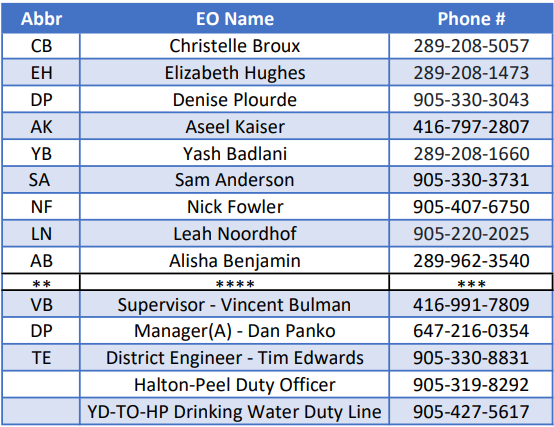 Abbr EO Name Phone #
CB Christelle Broux 289-208-5057
EH Elizabeth Hughes 289-208-1473
DP Denise Plourde 905-330-3043
AK Aseel Kaiser 416-797-2807
YB Yash Badlani 289-208-1660
SA Sam Anderson 905-330-3731
NF Nick Fowler 905-407-6750
LN Leah Noordhof 905-220-2025
AB Alisha Benjamin 289-962-3540
** **** ***
VB Supervisor - Vincent Bulman 416-991-7809
DP Manager(A) - Dan Panko 647-216-0354
TE District Engineer - Tim Edwards 905-330-8831
Halton-Peel Duty Officer 905-319-8292
YD-TO-HP Drinking Water Duty Line 905-427-5617